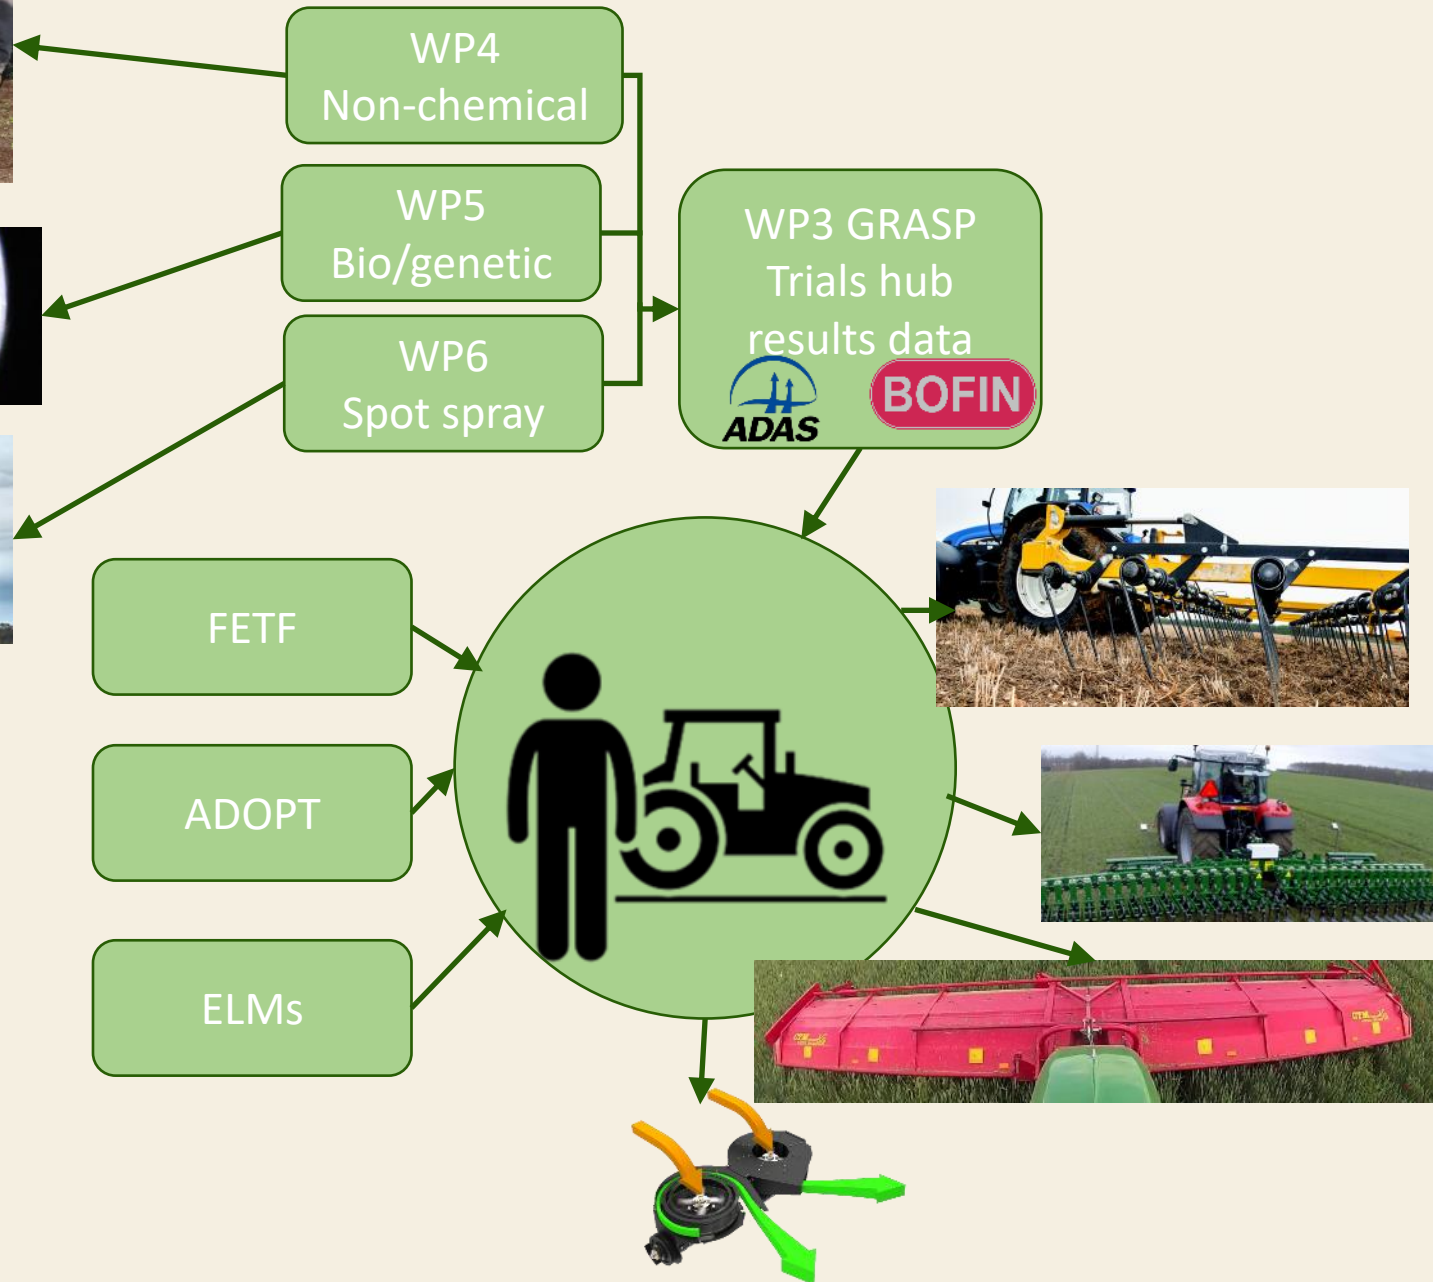 WP4
Non-chemical
WP5
Bio/genetic
WP6
Spot spray
WP3 GRASP
Trials hub
results data
ADAS
BOFIN
FETF
ADOPT
ELMs